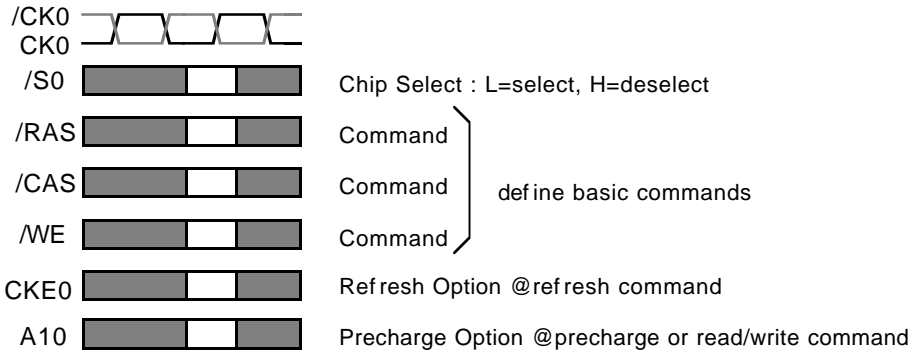 /CK0
CK0
/S0 Chip Select : L=select, H=deselect
/RAS Command
/CAS Command define basic commands
/WE Command
CKE0 Refresh Option @refresh command
A10 Precharge Option @precharge or read/write command